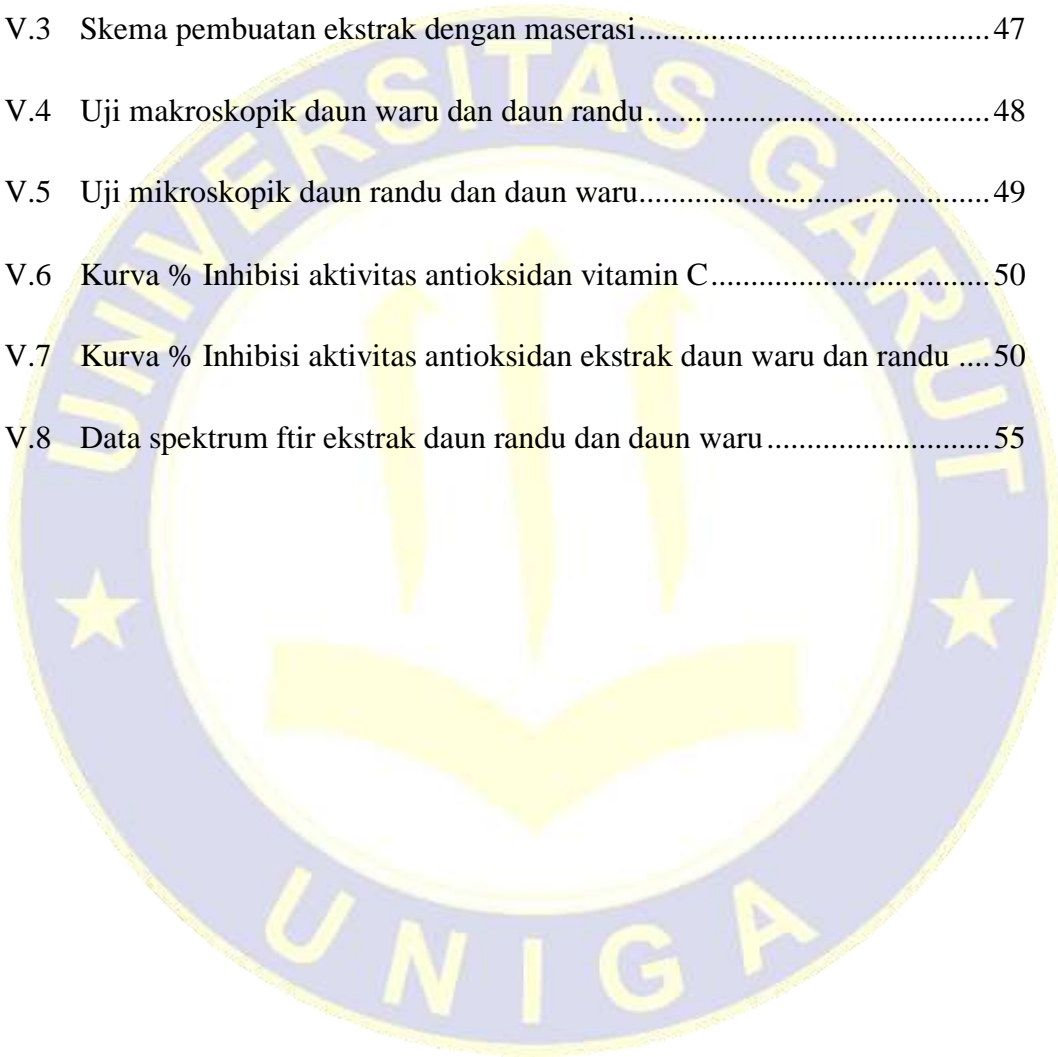 V.3 Skema pembuatan ekstrak dengan maserasi........................................47
V.4 Uji makroskopik daun waru dan daun randu.......................................48
V.5 Uji mikroskopik daun randu dan daun waru........................................49
V.6 Kurva % Inhibisi aktivitas antioksidan vitamin C................................50
V.7 Kurva % Inhibisi aktivitas antioksidan ekstrak daun waru dan randu ....50
V.8 Data spektrum ftir ekstrak daun randu dan daun waru.........................55
UNIVERSITAS GARUT
UNIGA